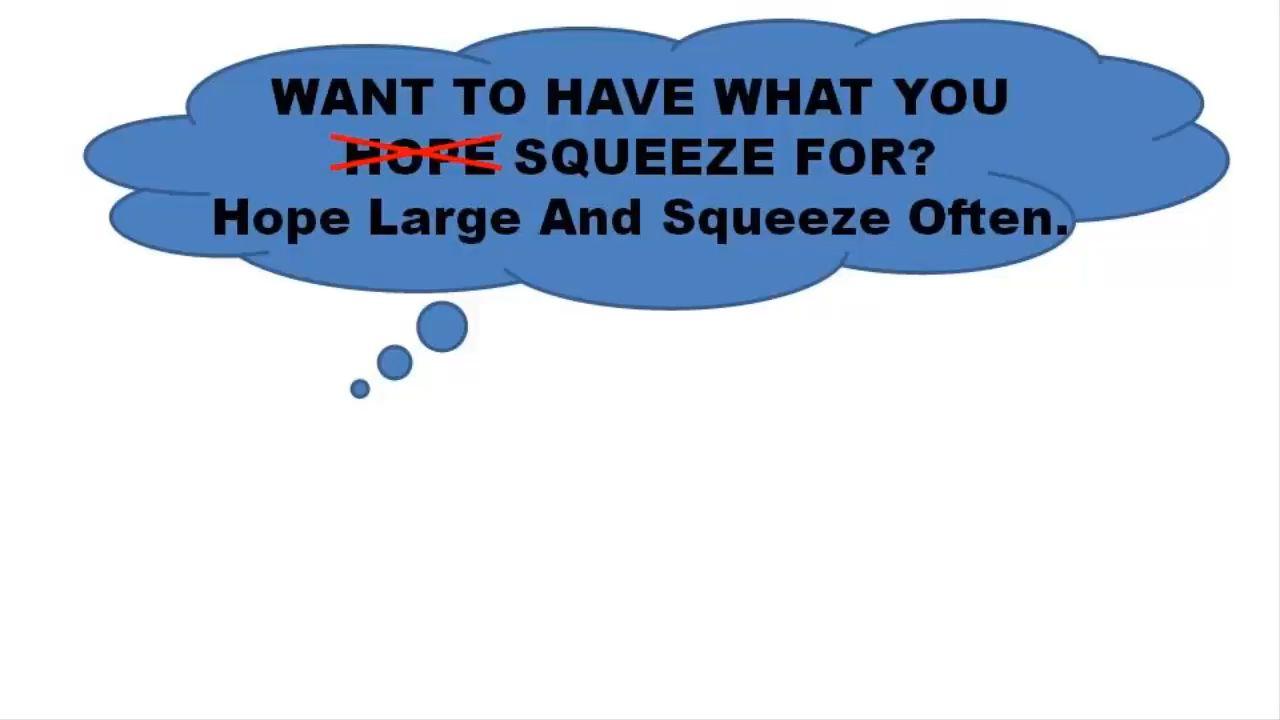 WANT TO HAVE WHAT YOU
HOPE SQUEEZE FOR?
Hope Large And Squeeze Often.